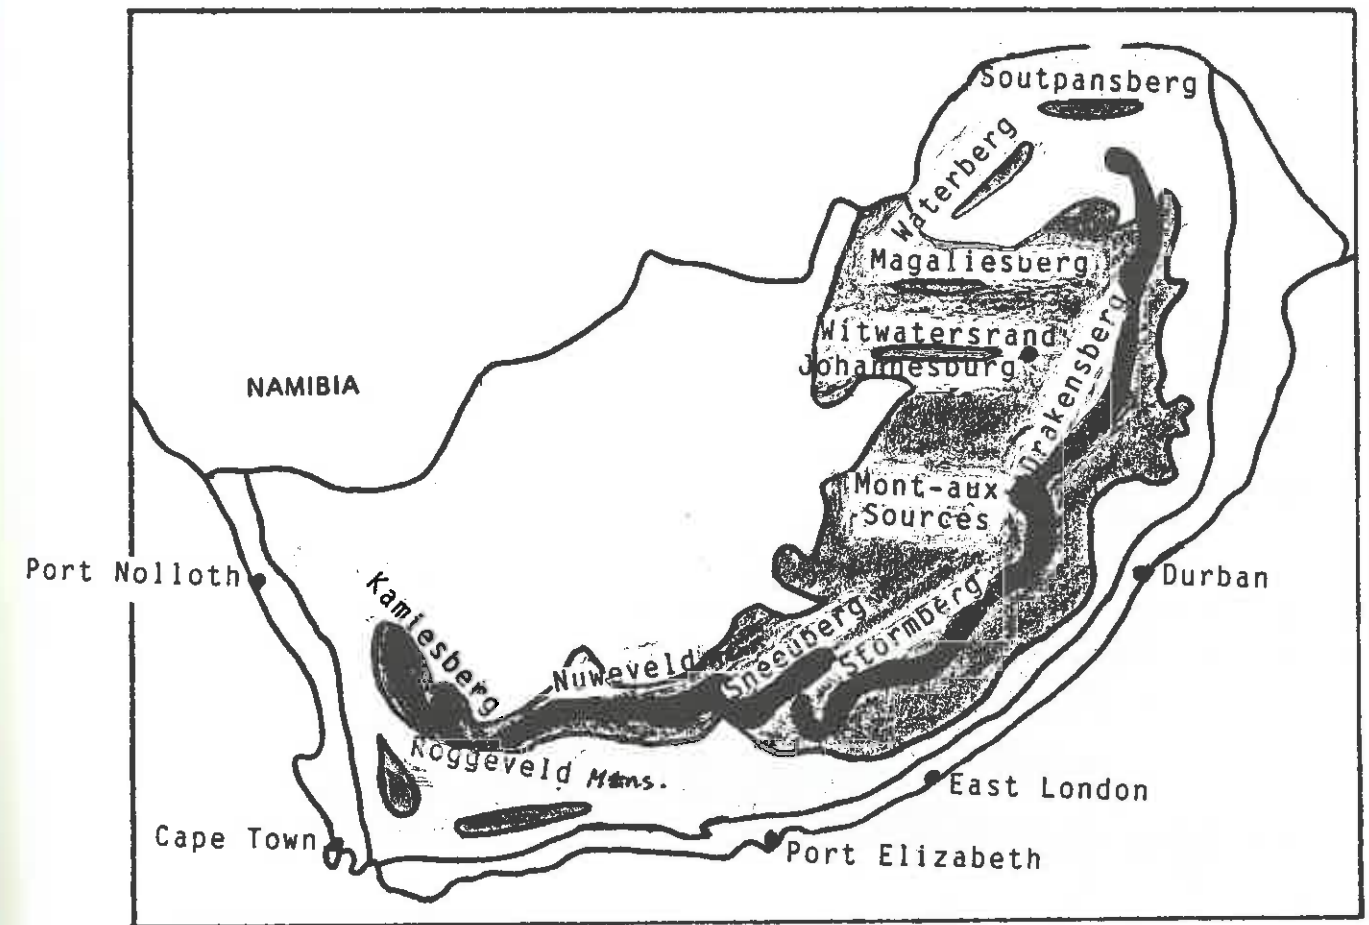 Soutpansberg
Waterberg
Magaliesberg
Witwatersrand
Johannesburg
NAMIBIA
Drakensberg
Mont-aux
-Sources
Port Nolloth
Durban
Kamiesberg
Sneeuberg
Stormberg
Nuweveld
Roggeveld Mtns.
East London
Cape Town
Port Elizabeth